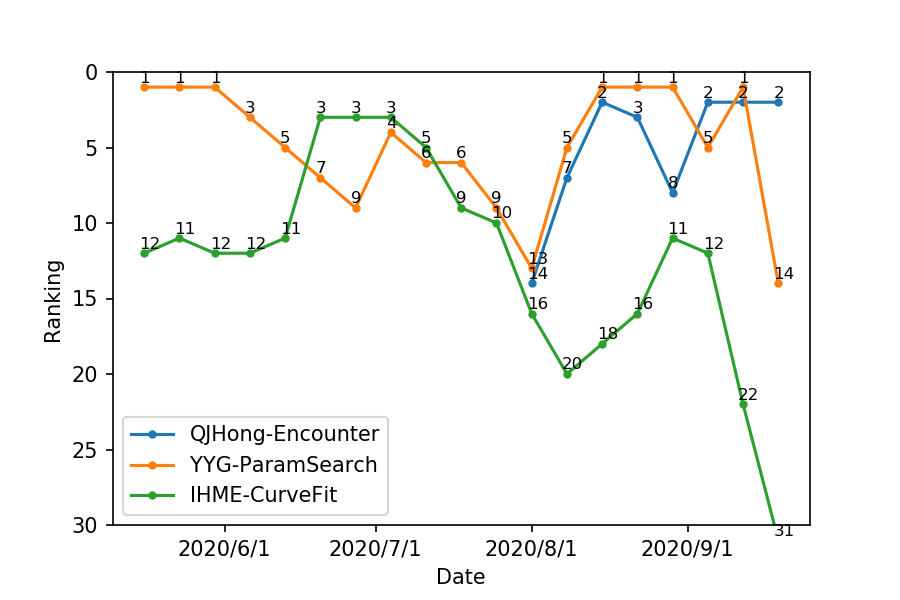 0
5
10
15
20
25
30
Ranking
1 1 1 3 5 7 9 4 6 6 9 13 5 1 1 1 5 1 14
14 7 2 3 8 2 2 2
12 11 12 12 11 3 3 3 5 9 10 16 20 18 16 11 12 22 31
QJHong-Encounter
YYG-ParamSearch
IHME-CurveFit
2020/6/1 2020/7/1 2020/8/1 2020/9/1
Date